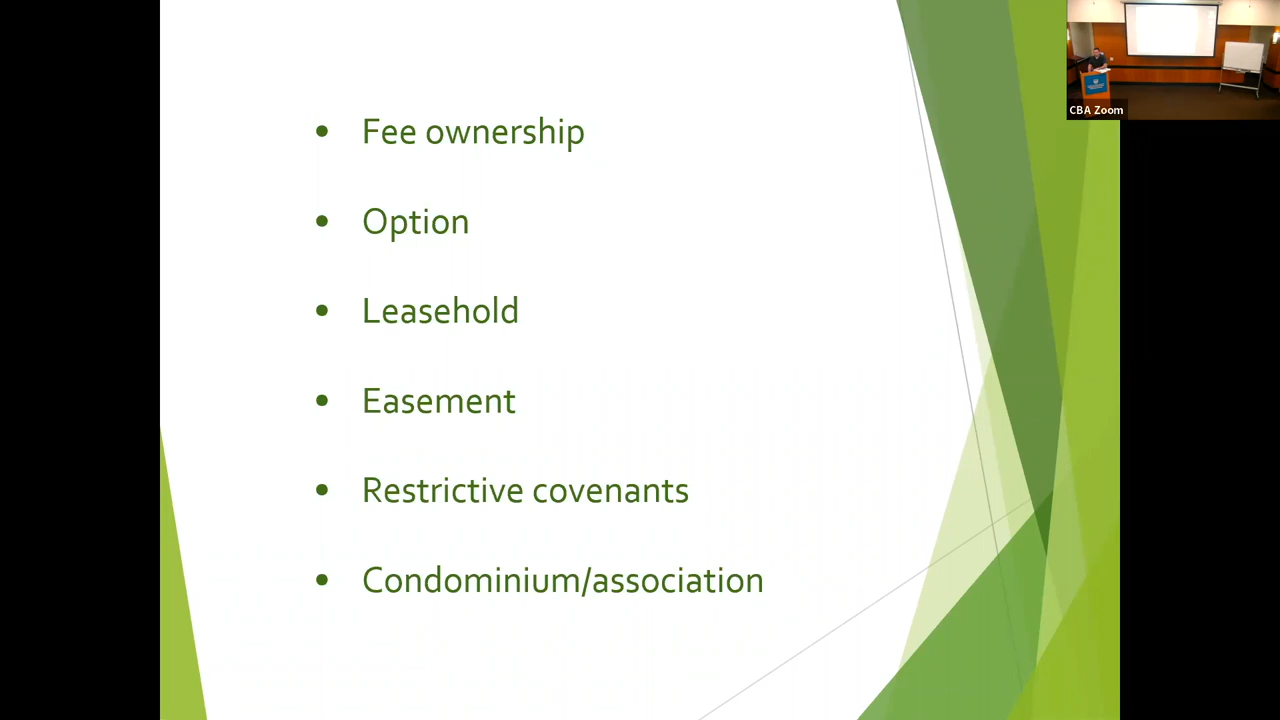 • Fee ownership
• Option
• Leasehold
• Easement
• Restrictive covenants
• Condominium/association
CBA Zoom